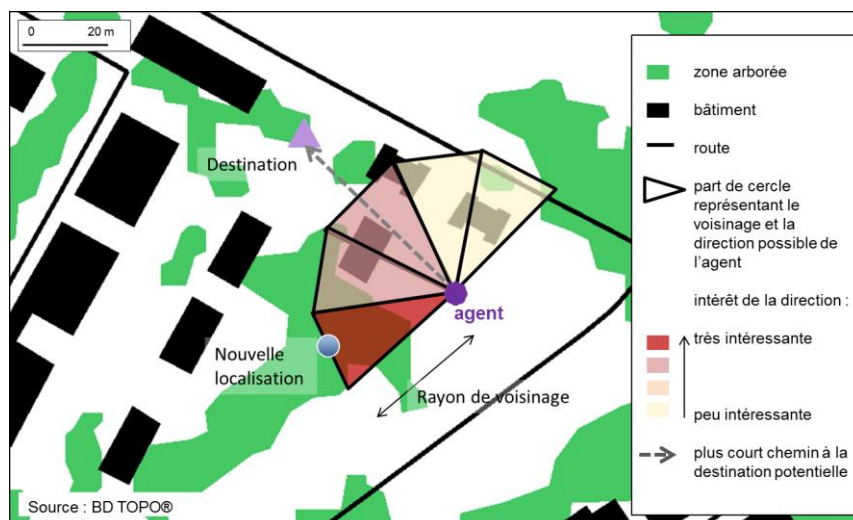 0 20 m
Destination
agent
Nouvelle
localisation
Rayon de voisinage
Source : BD TOPO®
zone arborée
bâtiment
route
part de cercle
représentant le
voisinage et la
direction possible de
l'agent
intérêt de la direction :
très intéressante
peu intéressante
plus court chemin à la
destination potentielle